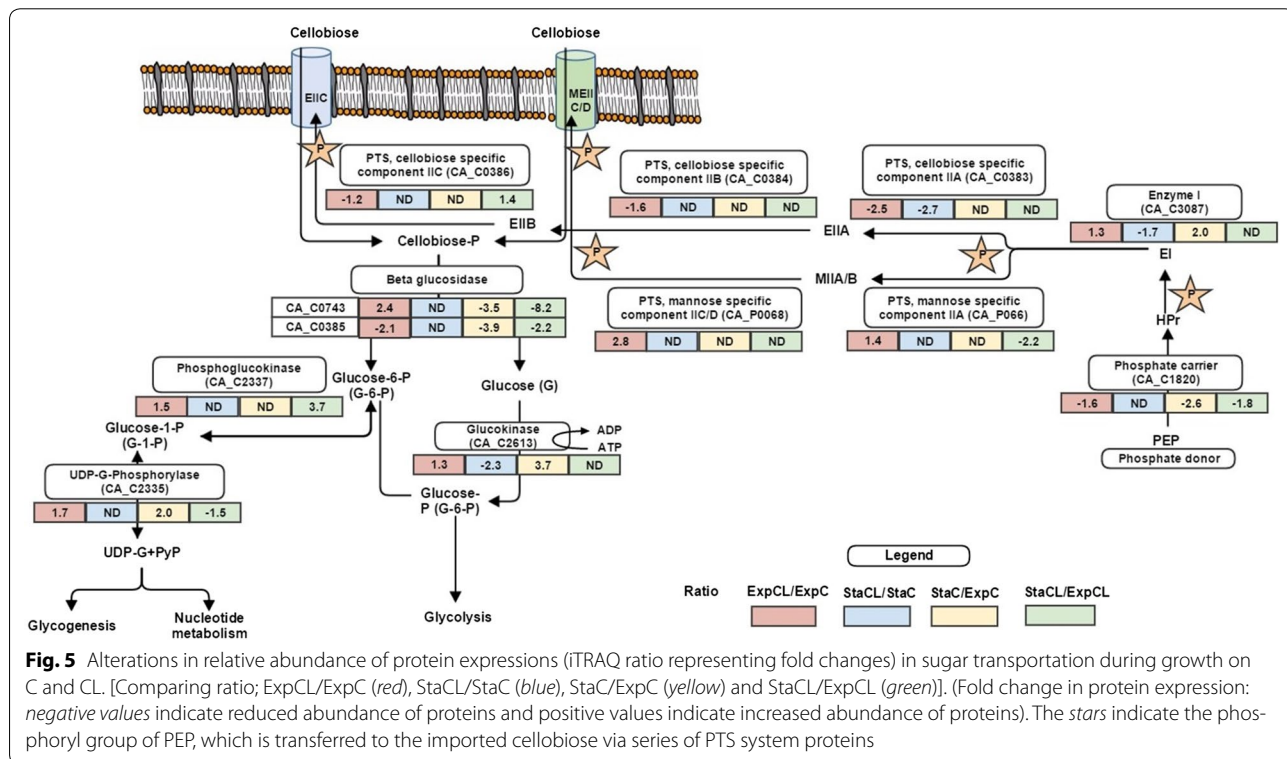 Cellobiose
Cellobiose
EIIC
MEII
C/D
P
P
PTS, cellobiose specific
component IIC (CA_C0386)
-1.2 ND ND 1.4
PTS, cellobiose specific
component IIB (CA_C0384)
-1.6 ND ND ND
PTS, cellobiose specific
component IIA (CA_C0383)
-2.5 -2.7 ND ND
Enzyme I
(CA_C3087)
1.3 -1.7 2.0 ND
EIIB
EIIA
EI
Cellobiose-P
P
P
MIIA/B
P
HPr
Beta glucosidase
CA_C0743 2.4 ND -3.5 -8.2
CA_C0385 -2.1 ND -3.9 -2.2
PTS, mannose specific
component IIC/D (CA_P0068)
2.8 ND ND ND
PTS, mannose specific
component IIA (CA_P066)
1.4 ND ND -2.2
Phosphate carrier
(CA_C1820)
-1.6 ND -2.6 -1.8
PEP
Phosphate donor
Phosphoglucokinase
(CA_C2337)
1.5 ND ND 3.7
Glucose-6-P
(G-6-P)
Glucose (G)
Glucose-1-P
(G-1-P)
Glucokinase
(CA_C2613)
ADP
ATP
1.3 -2.3 3.7 ND
UDP-G-Phosphorylase
(CA_C2335)
1.7 ND 2.0 -1.5
Glucose-
P (G-6-P)
UDP-G+PyP
Glycogenesis
Nucleotide
metabolism
Glycolysis
Legend
Ratio ExpCL/ExpC StaCL/StaC StaC/ExpC StaCL/ExpCL
Fig. 5 Alterations in relative abundance of protein expressions (iTRAQ ratio representing fold changes) in sugar transportation during growth on
C and CL. [Comparing ratio; ExpCL/ExpC (red), StaCL/StaC (blue), StaC/ExpC (yellow) and StaCL/ExpCL (green)]. (Fold change in protein expression:
negative values indicate reduced abundance of proteins and positive values indicate increased abundance of proteins). The stars indicate the phos-
phoryl group of PEP, which is transferred to the imported cellobiose via series of PTS system proteins